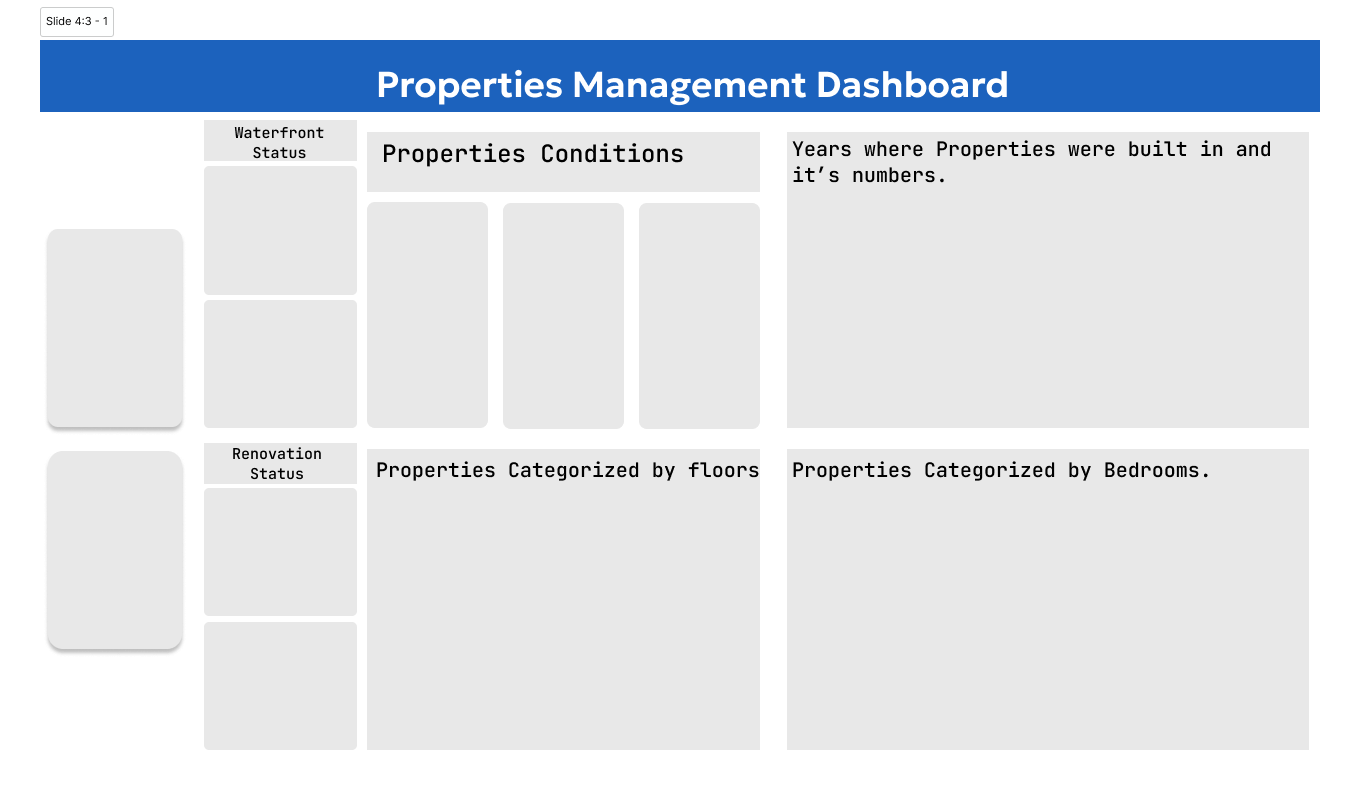 Slide 4:3 - 1
Properties Management Dashboard
Waterfront
Status
Properties Conditions
Years where Properties were built in and
it’s numbers.
Renovation
Status
Properties Categorized by floors
Properties Categorized by Bedrooms.